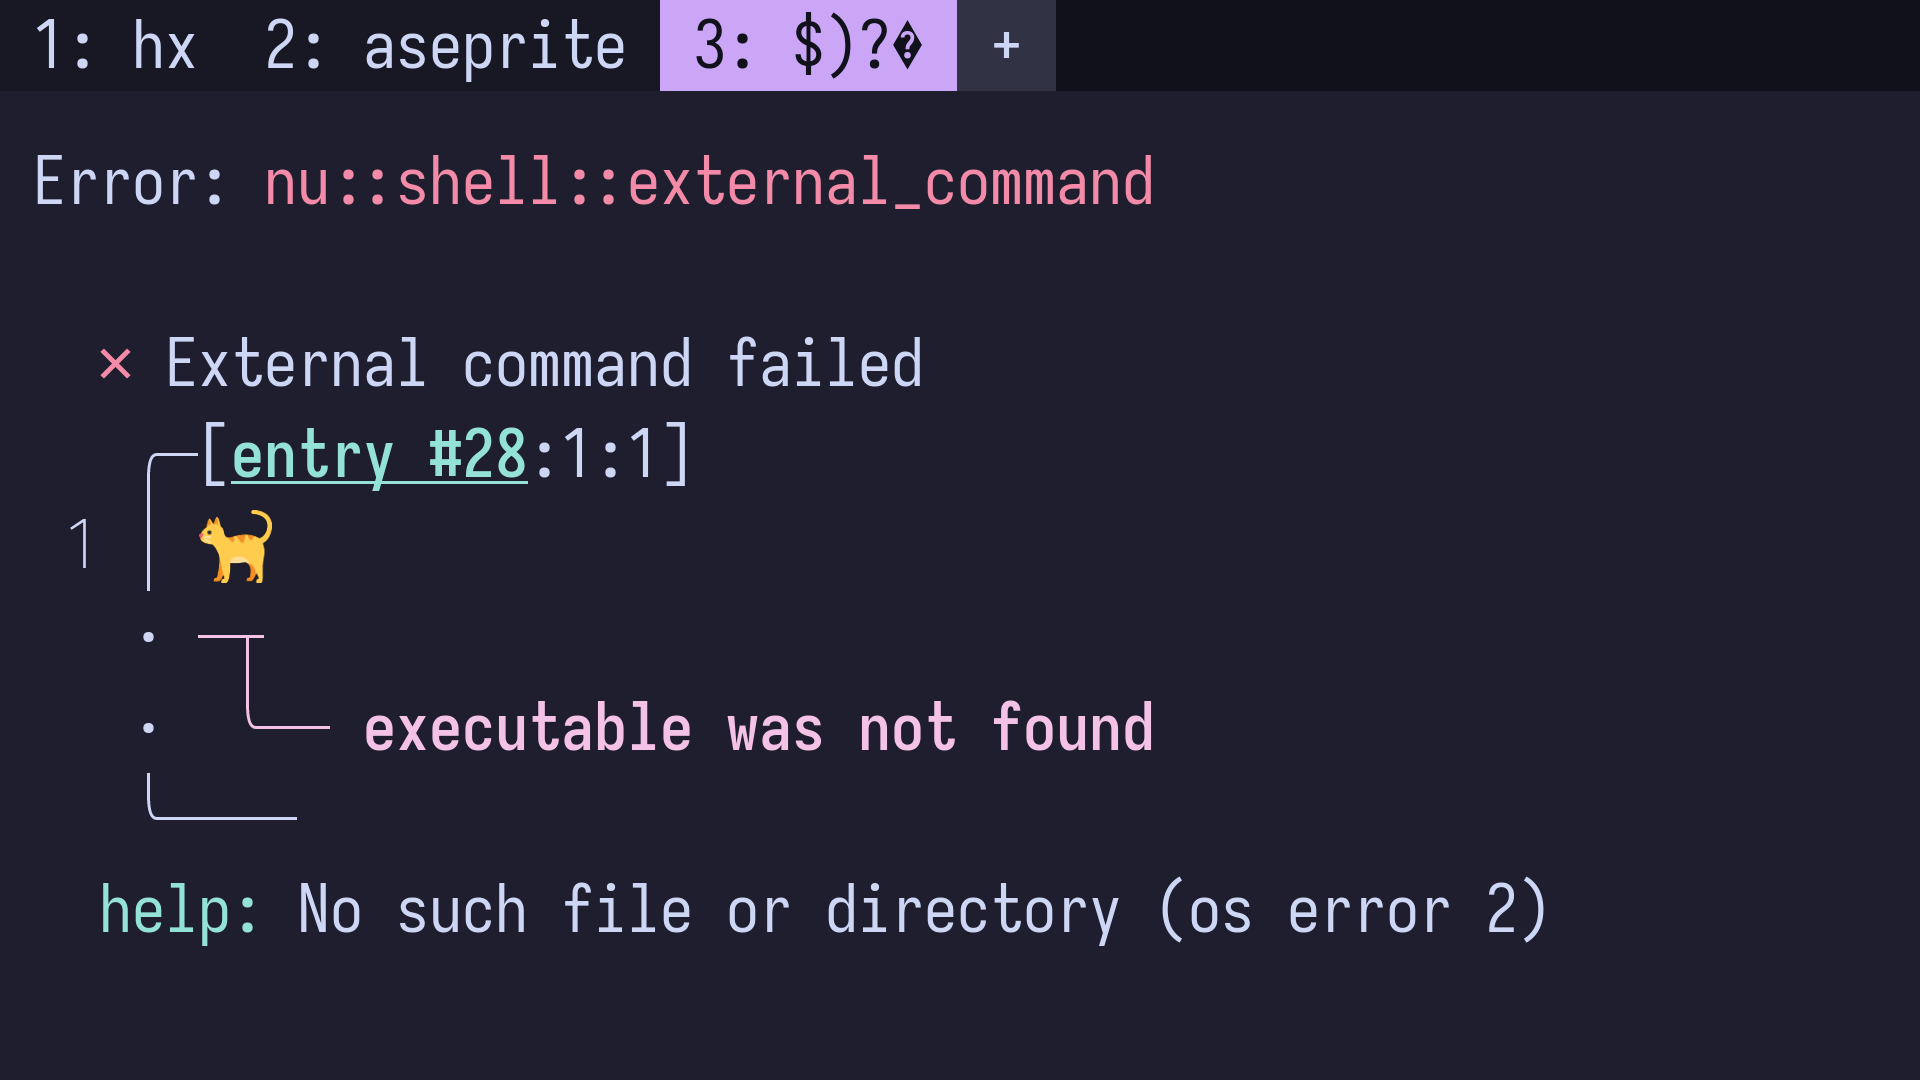 1: hx  2: aseprite  3: $)?�  +
Error: nu::shell::external_command
× External command failed
╭─[entry #28:1:1]
1 │ 🐈
· ─┬
· ╰── executable was not found
╰────
help: No such file or directory (os error 2)